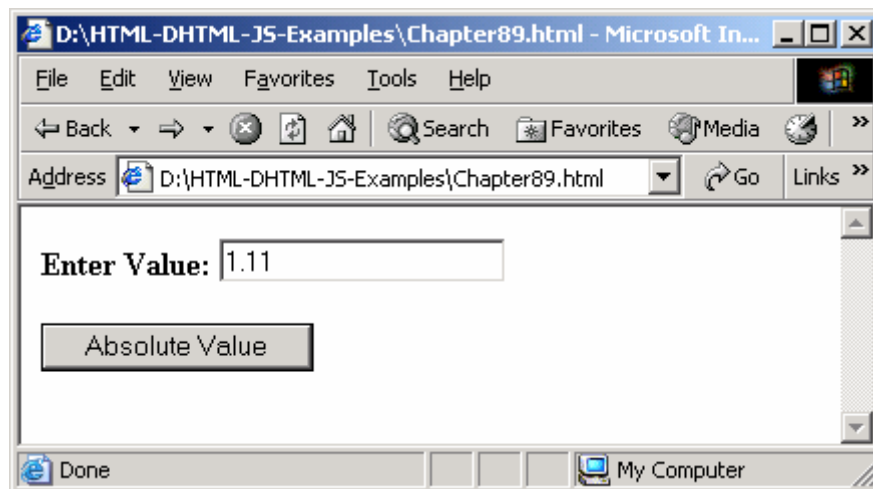 D:\HTML-DHTML-JS-Examples\Chapter89.html - Microsoft In...
File Edit View Favorites Tools Help
Back Search Favorites Media »
Address D:\HTML-DHTML-JS-Examples\Chapter89.html Go Links »
Enter Value: 1.11
Absolute Value
Done My Computer